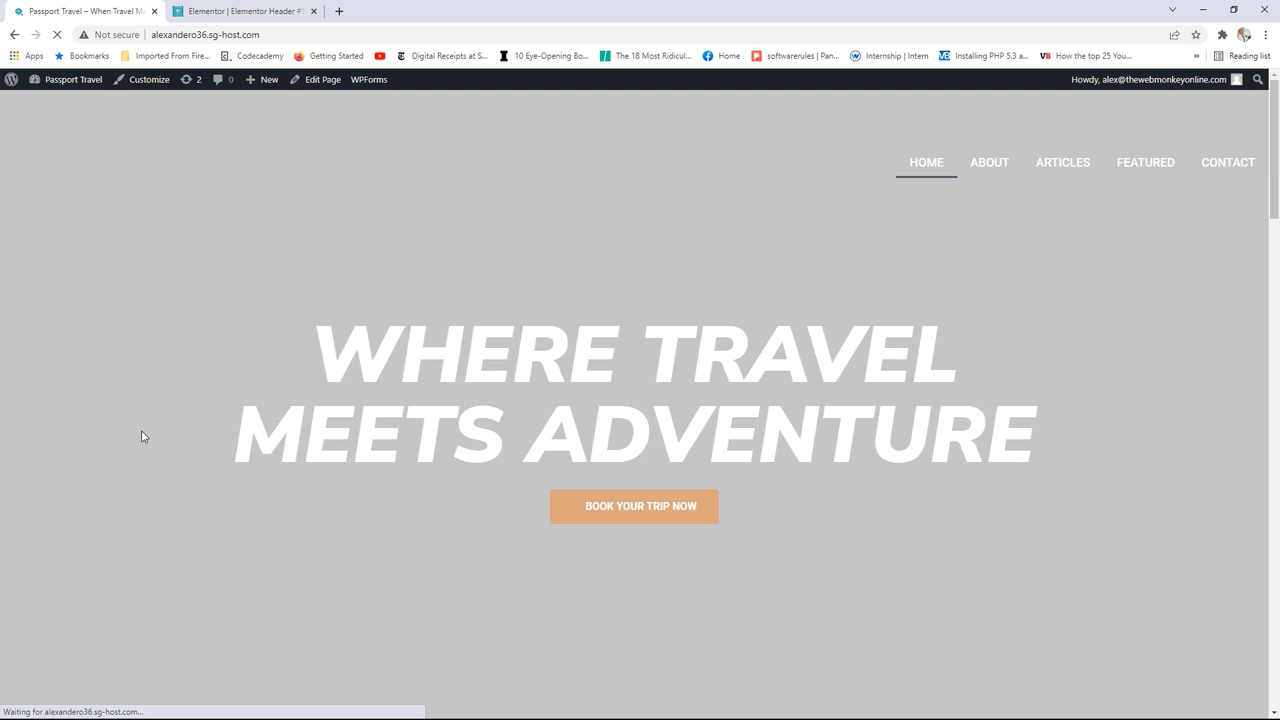 Passport Travel – When Travel M
Elementor | Elementor Header #
Not secure
alexandero36.sg-host.com
Apps
Bookmarks
Imported From Fire...
Codecademy
Getting Started
Digital Receipts at S...
10 Eye-Opening Bo...
The 18 Most Ridicul...
Home
softwarerules | Pan...
Internship | Intern
Installing PHP 5.3 a...
How the top 25 You...
»
Reading list
Passport Travel
Customize
2
0
New
Edit Page
WPForms
Howdy, alex@thewebmonkeyonline.com
HOME
ABOUT
ARTICLES
FEATURED
CONTACT
WHERE TRAVEL
MEETS ADVENTURE
BOOK YOUR TRIP NOW
Waiting for alexandero36.sg-host.com...